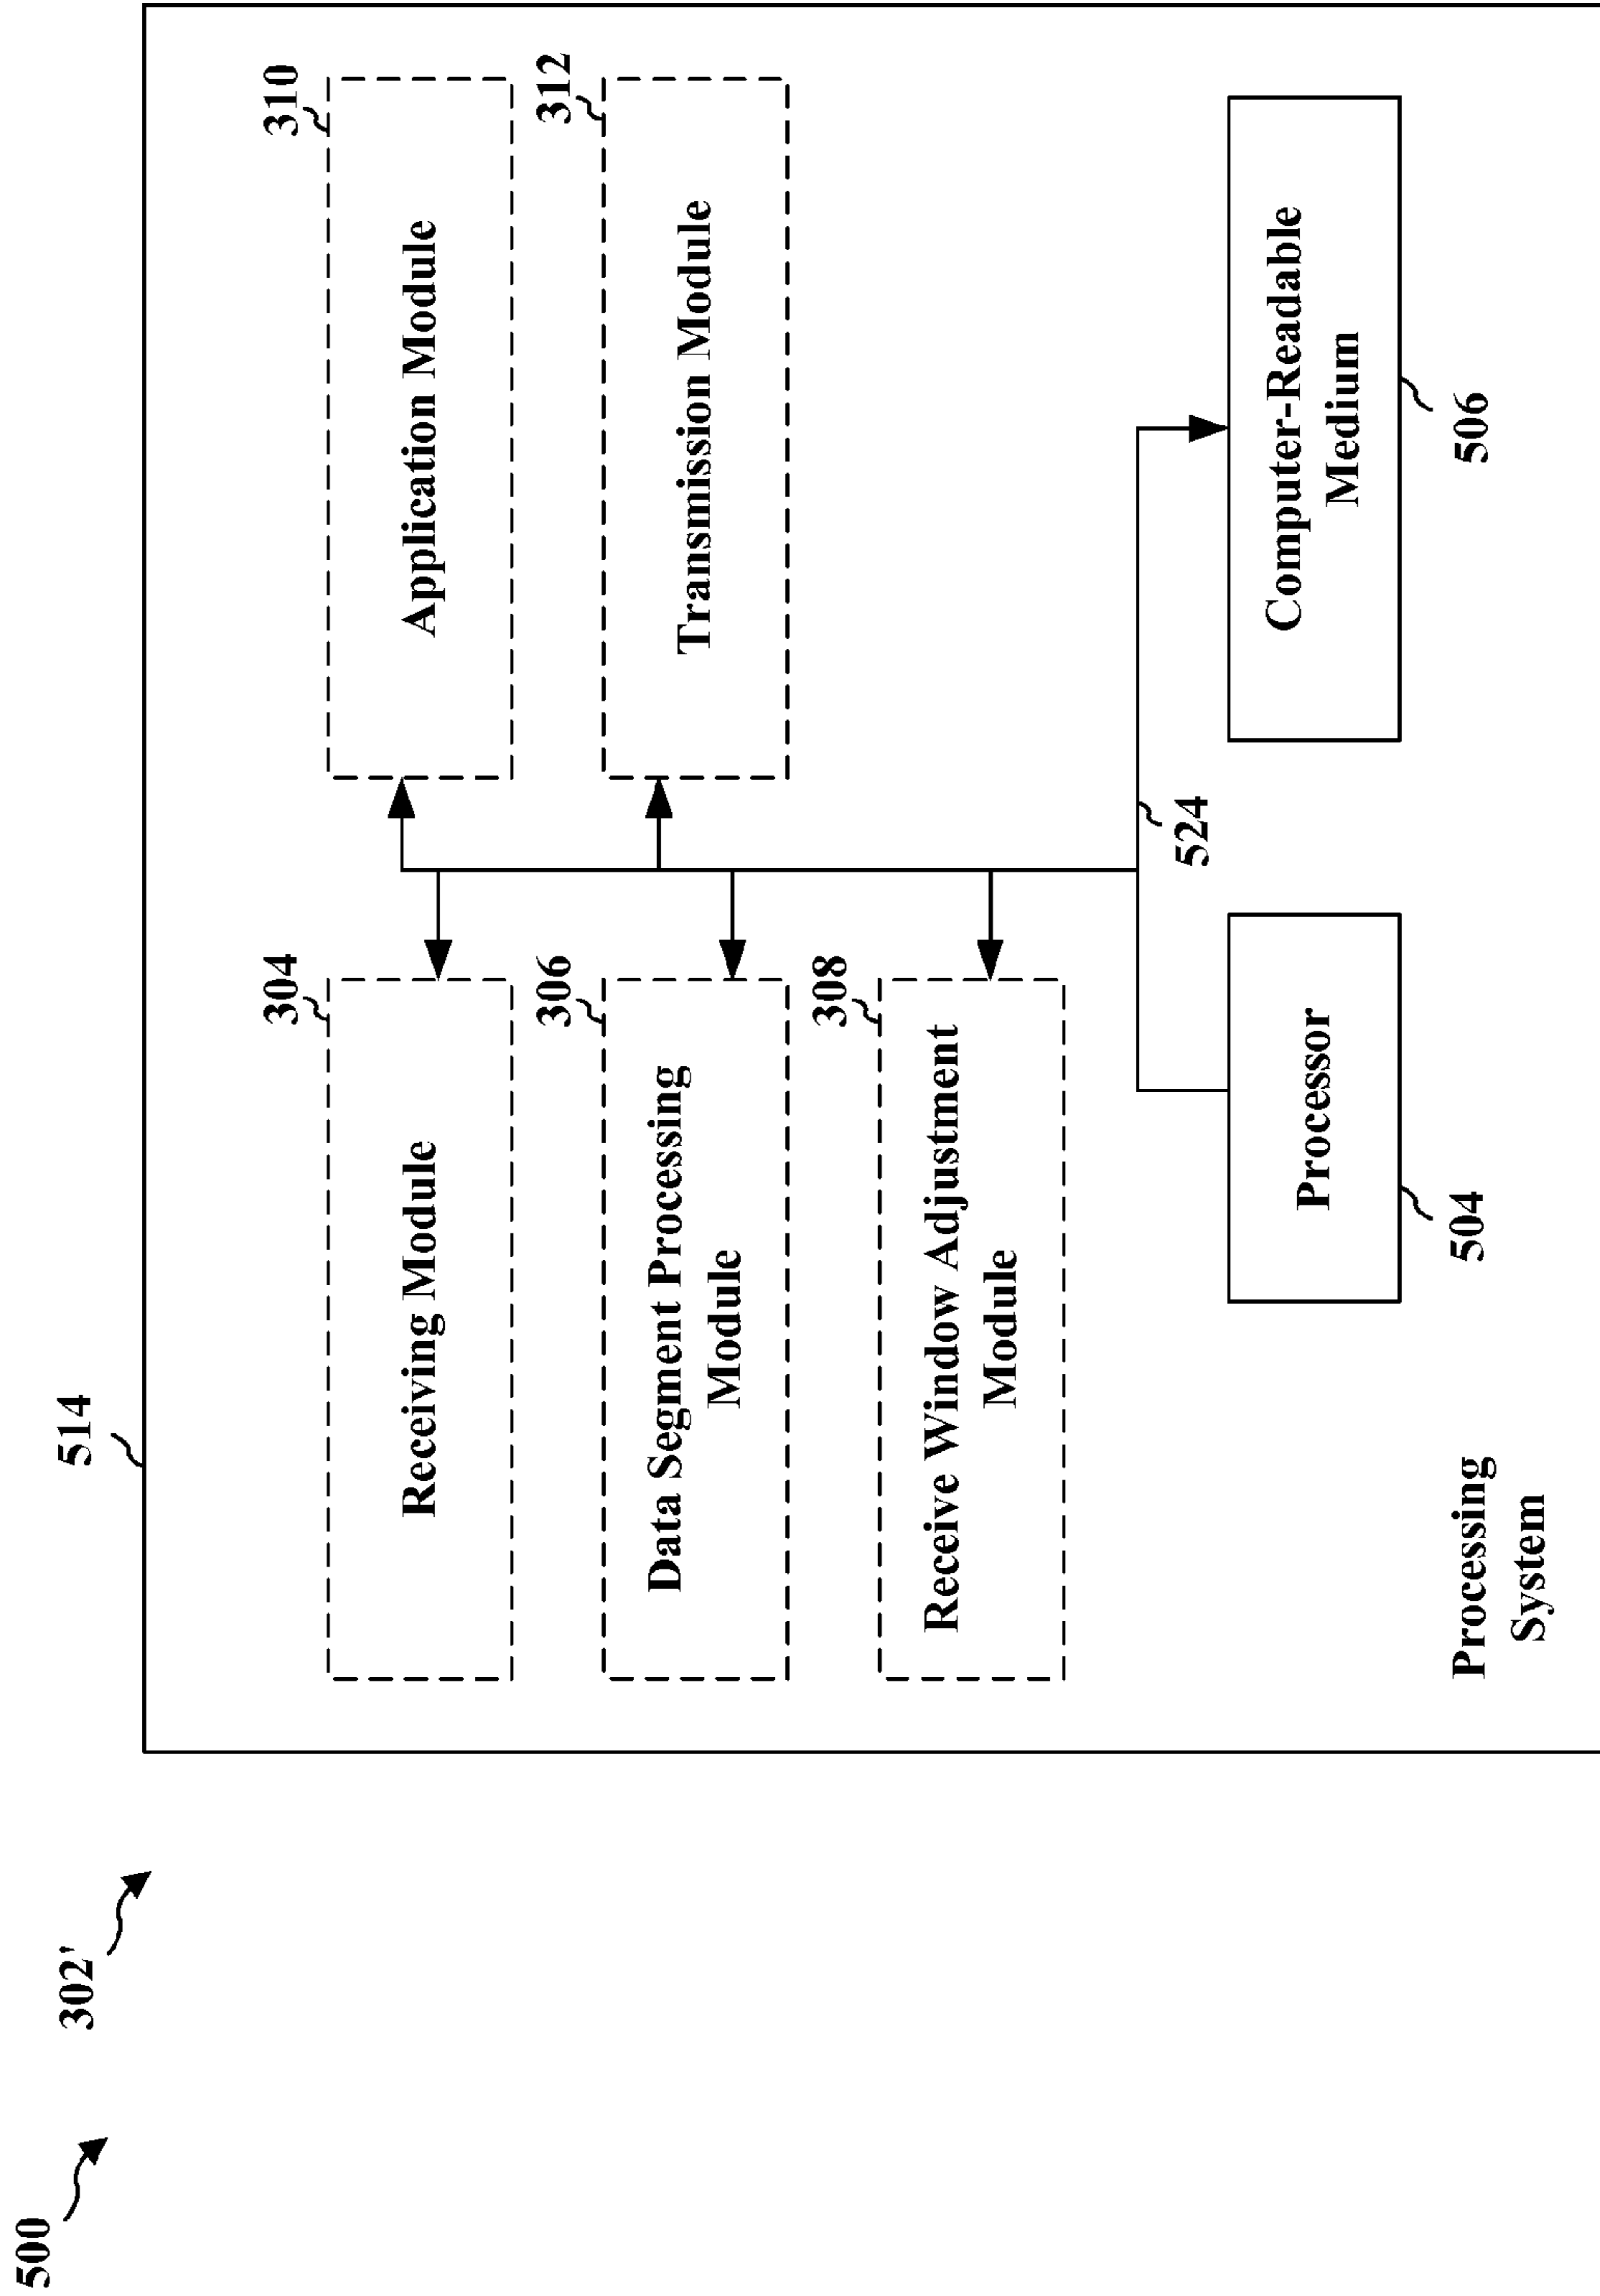 500
302'
514
304
Receiving Module
310
Application Module
306
Data Segment Processing
Module
312
Transmission Module
308
Receive Window Adjustment
Module
524
Processor
504
Computer-Readable
Medium
506
Processing
System